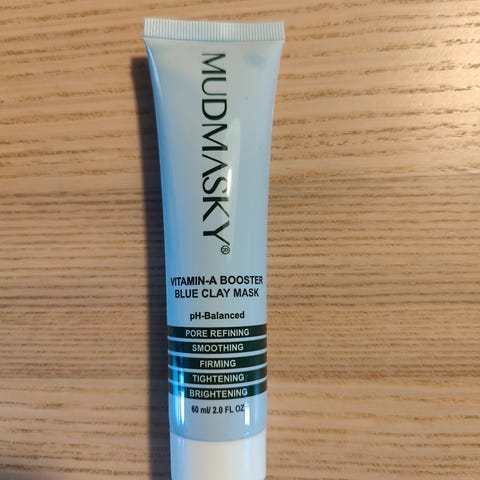 MUDMASKY®
VITAMIN-A BOOSTER
BLUE CLAY MASK
pH-Balanced
PORE REFINING
SMOOTHING
FIRMING
TIGHTENING
BRIGHTENING
60 ml/ 2.0 FL OZ